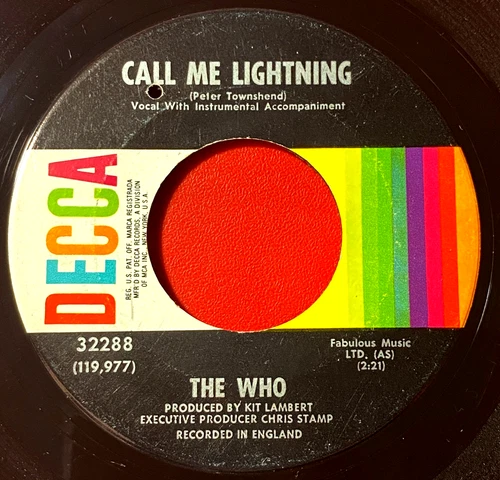 CALL ME LIGHTNING
(Peter Townshend)
Vocal With Instrumental Accompaniment
DECCA
REG. U.S. PAT. OFF. MARCA REGISTRADA
MFR'D BY DECCA RECORDS, A DIVISION
OF MCA INC., NEW YORK, U.S.A.
32288
(119,977)
Fabulous Music
LTD. (AS)
(2:21)
THE WHO
PRODUCED BY KIT LAMBERT
EXECUTIVE PRODUCER CHRIS STAMP
RECORDED IN ENGLAND